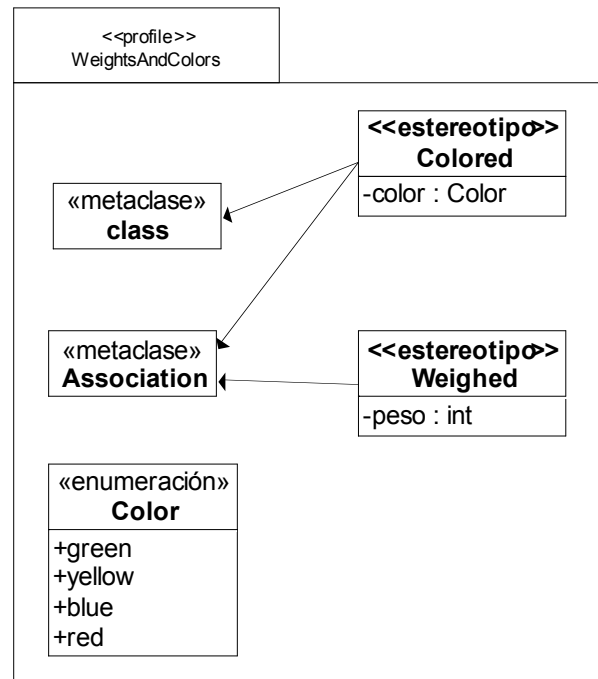 <<profile>>
WeightsAndColors
<<estereotipo>>
Colored
-color : Color
«metaclase»
class
«metaclase»
Association
<<estereotipo>>
Weighed
-peso : int
«enumeración»
Color
+green
+yellow
+blue
+red